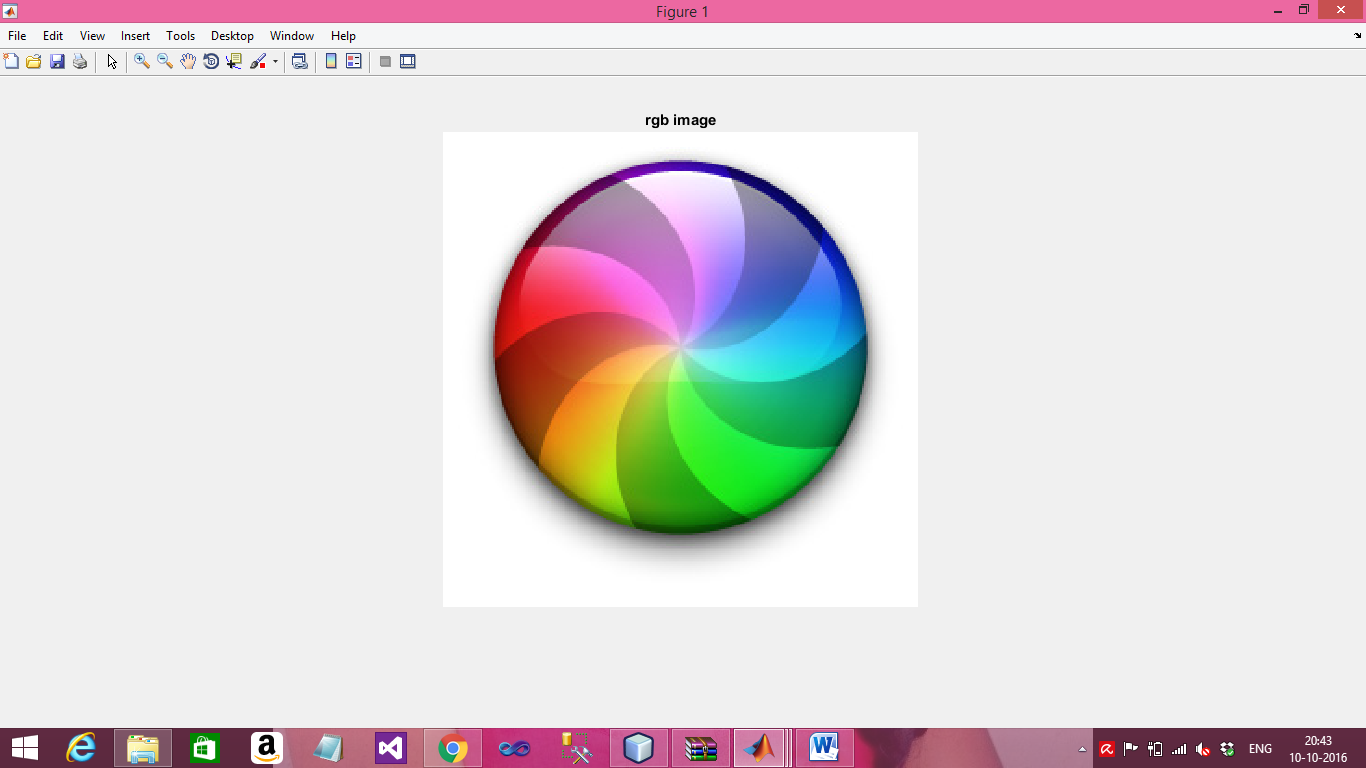 Figure 1
File Edit View Insert Tools Desktop Window Help
rgb image
ENG
20:43
10-10-2016